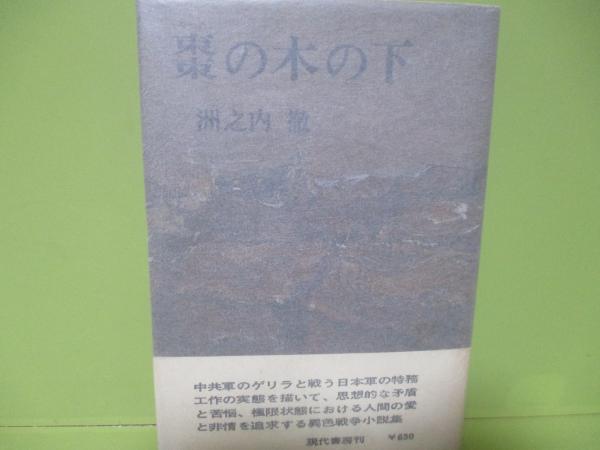 棗の木の下
洲之内 徹
中共軍のゲリラと戦う日本軍の特務
工作の実態を描いて、思想的な矛盾
と苦悩、極限状態における人間の愛
と非情を追求する異色戦争小説集
現代書房刊 ￥650